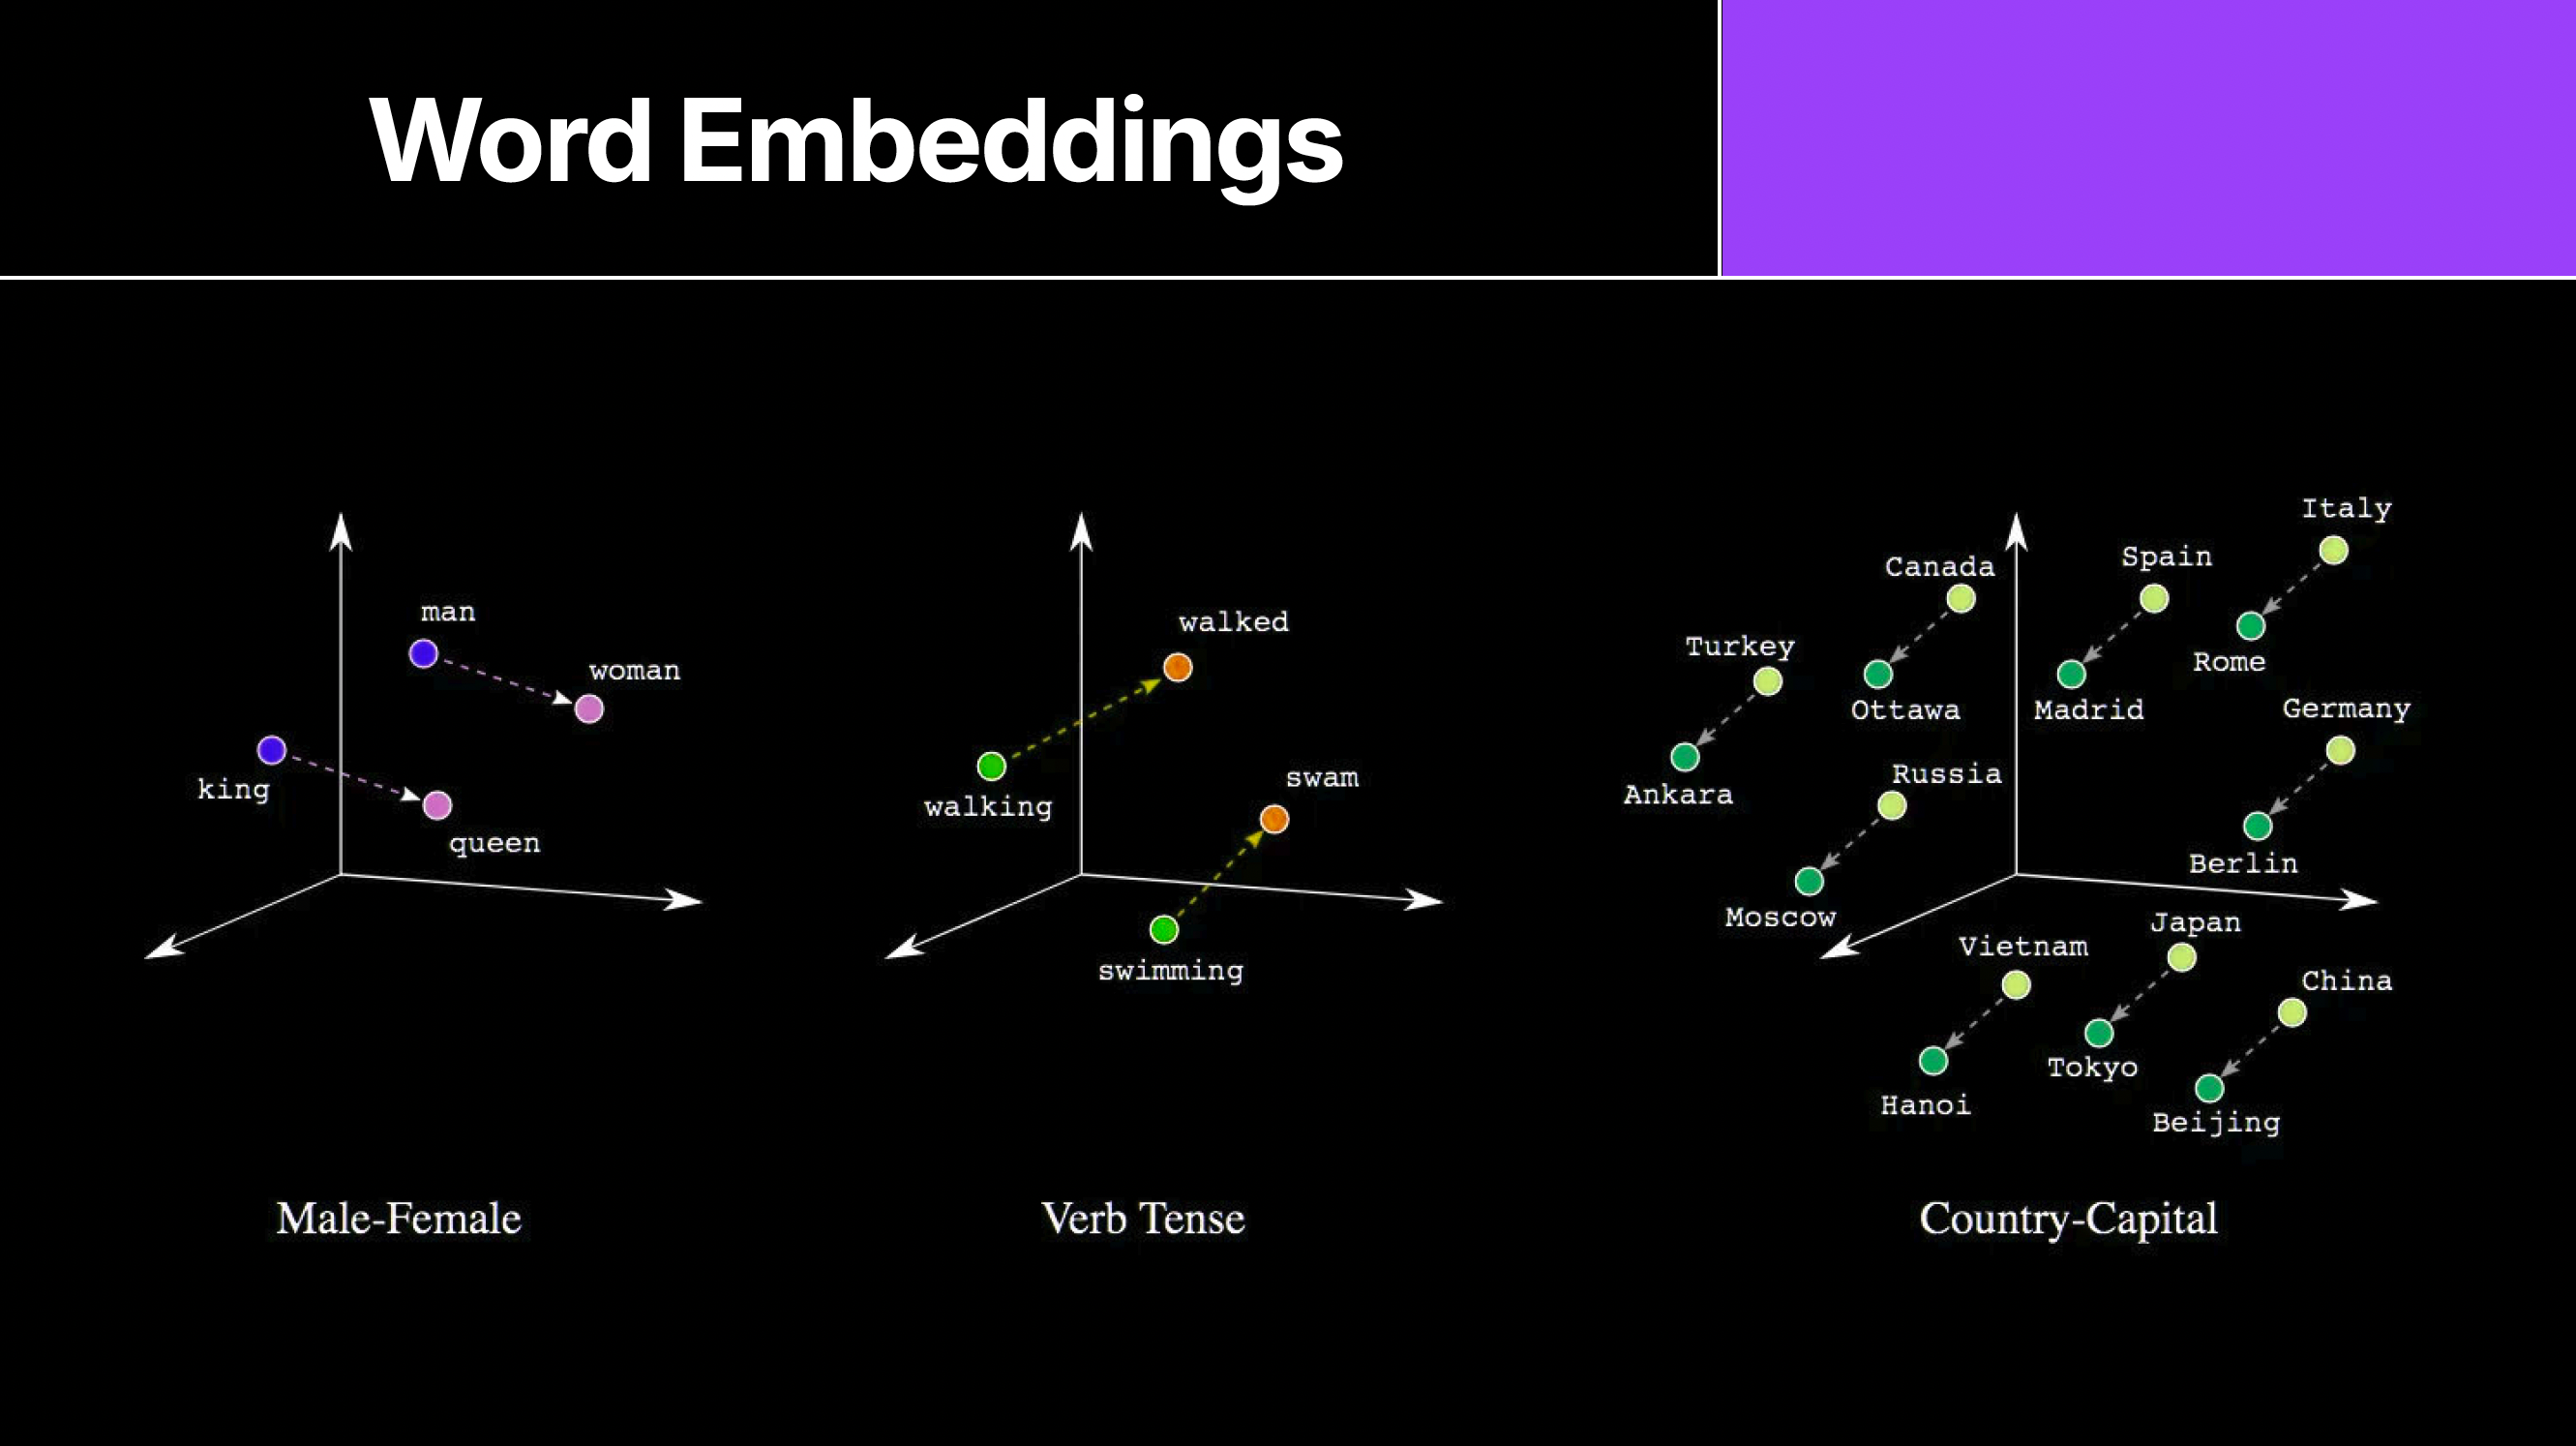 Word Embeddings
man
woman
king
queen
Male-Female
walked
walking
swam
swimming
Verb Tense
Italy
Spain
Canada
Rome
Turkey
Ottawa
Madrid
Germany
Ankara
Russia
Berlin
Moscow
Japan
Vietnam
China
Tokyo
Hanoi
Beijing
Country-Capital